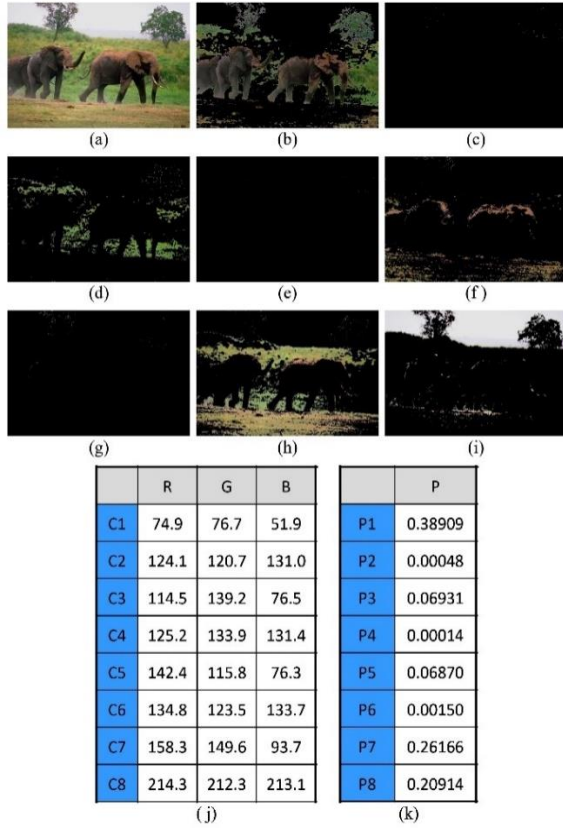 (a) (b) (c)
(d) (e) (f )
(g) (h) (i)
R G B
C1 74.9 76.7 51.9
C2 124.1 120.7 131.0
C3 114.5 139.2 76.5
C4 125.2 133.9 131.4
C5 142.4 115.8 76.3
C6 134.8 123.5 133.7
C7 158.3 149.6 93.7
C8 214.3 212.3 213.1
( j)
P
P1 0.38909
P2 0.00048
P3 0.06931
P4 0.00014
P5 0.06870
P6 0.00150
P7 0.26166
P8 0.20914
(k)